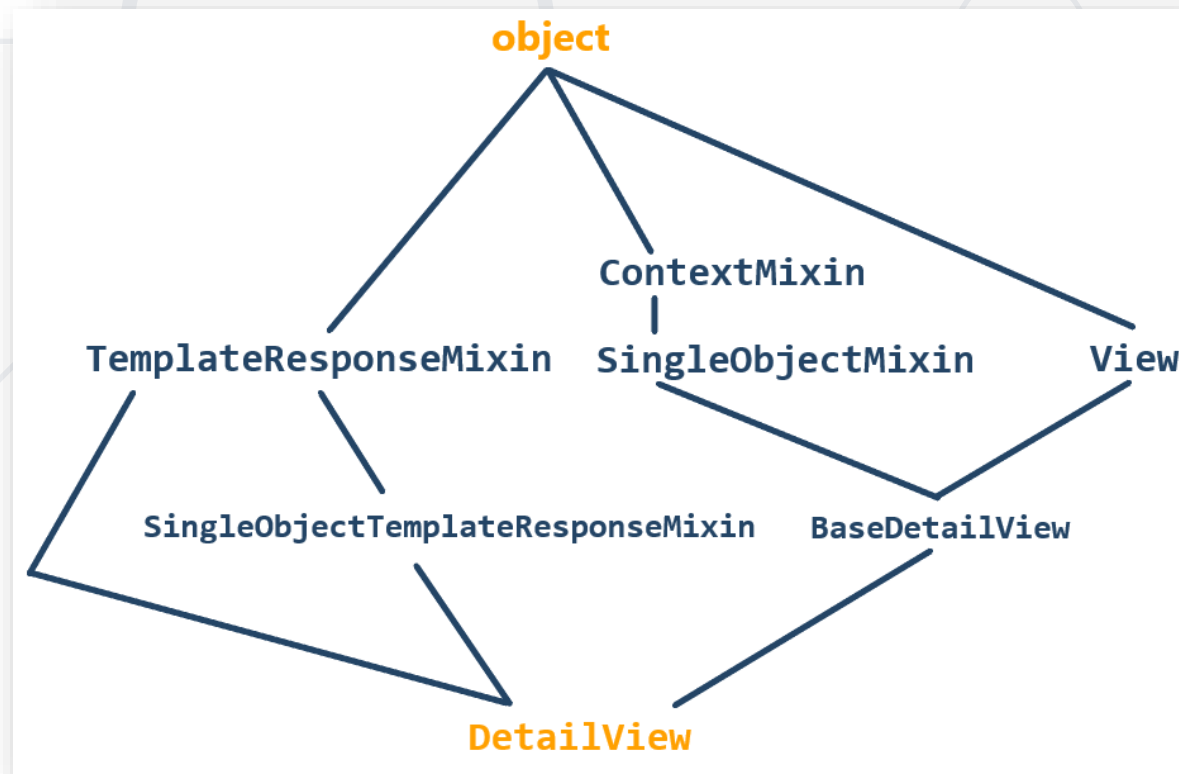 object
ContextMixin
TemplateResponseMixin
SingleObjectMixin
View
SingleObjectTemplateResponseMixin
BaseDetailView
DetailView